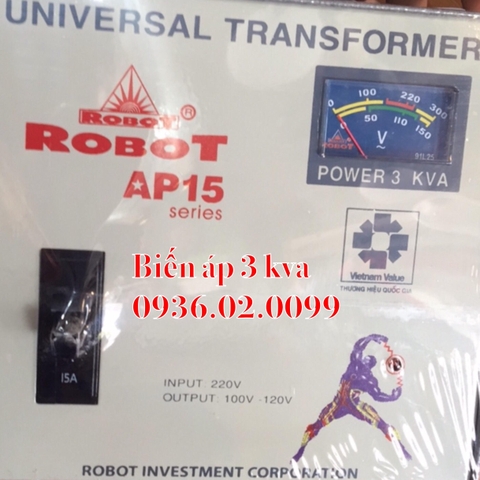 UNIVERSAL TRANSFORMER
ROBOT ®
ROBOT
AP15
series
0 100 220 300
0 50 110 150
V
~
POWER 3 KVA
Vietnam Value
THƯƠNG HIỆU QUỐC GIA
Biến áp 3 kva
0936.02.0099
15A
INPUT: 220V
OUTPUT: 100V -120V
ROBOT INVESTMENT CORPORATION